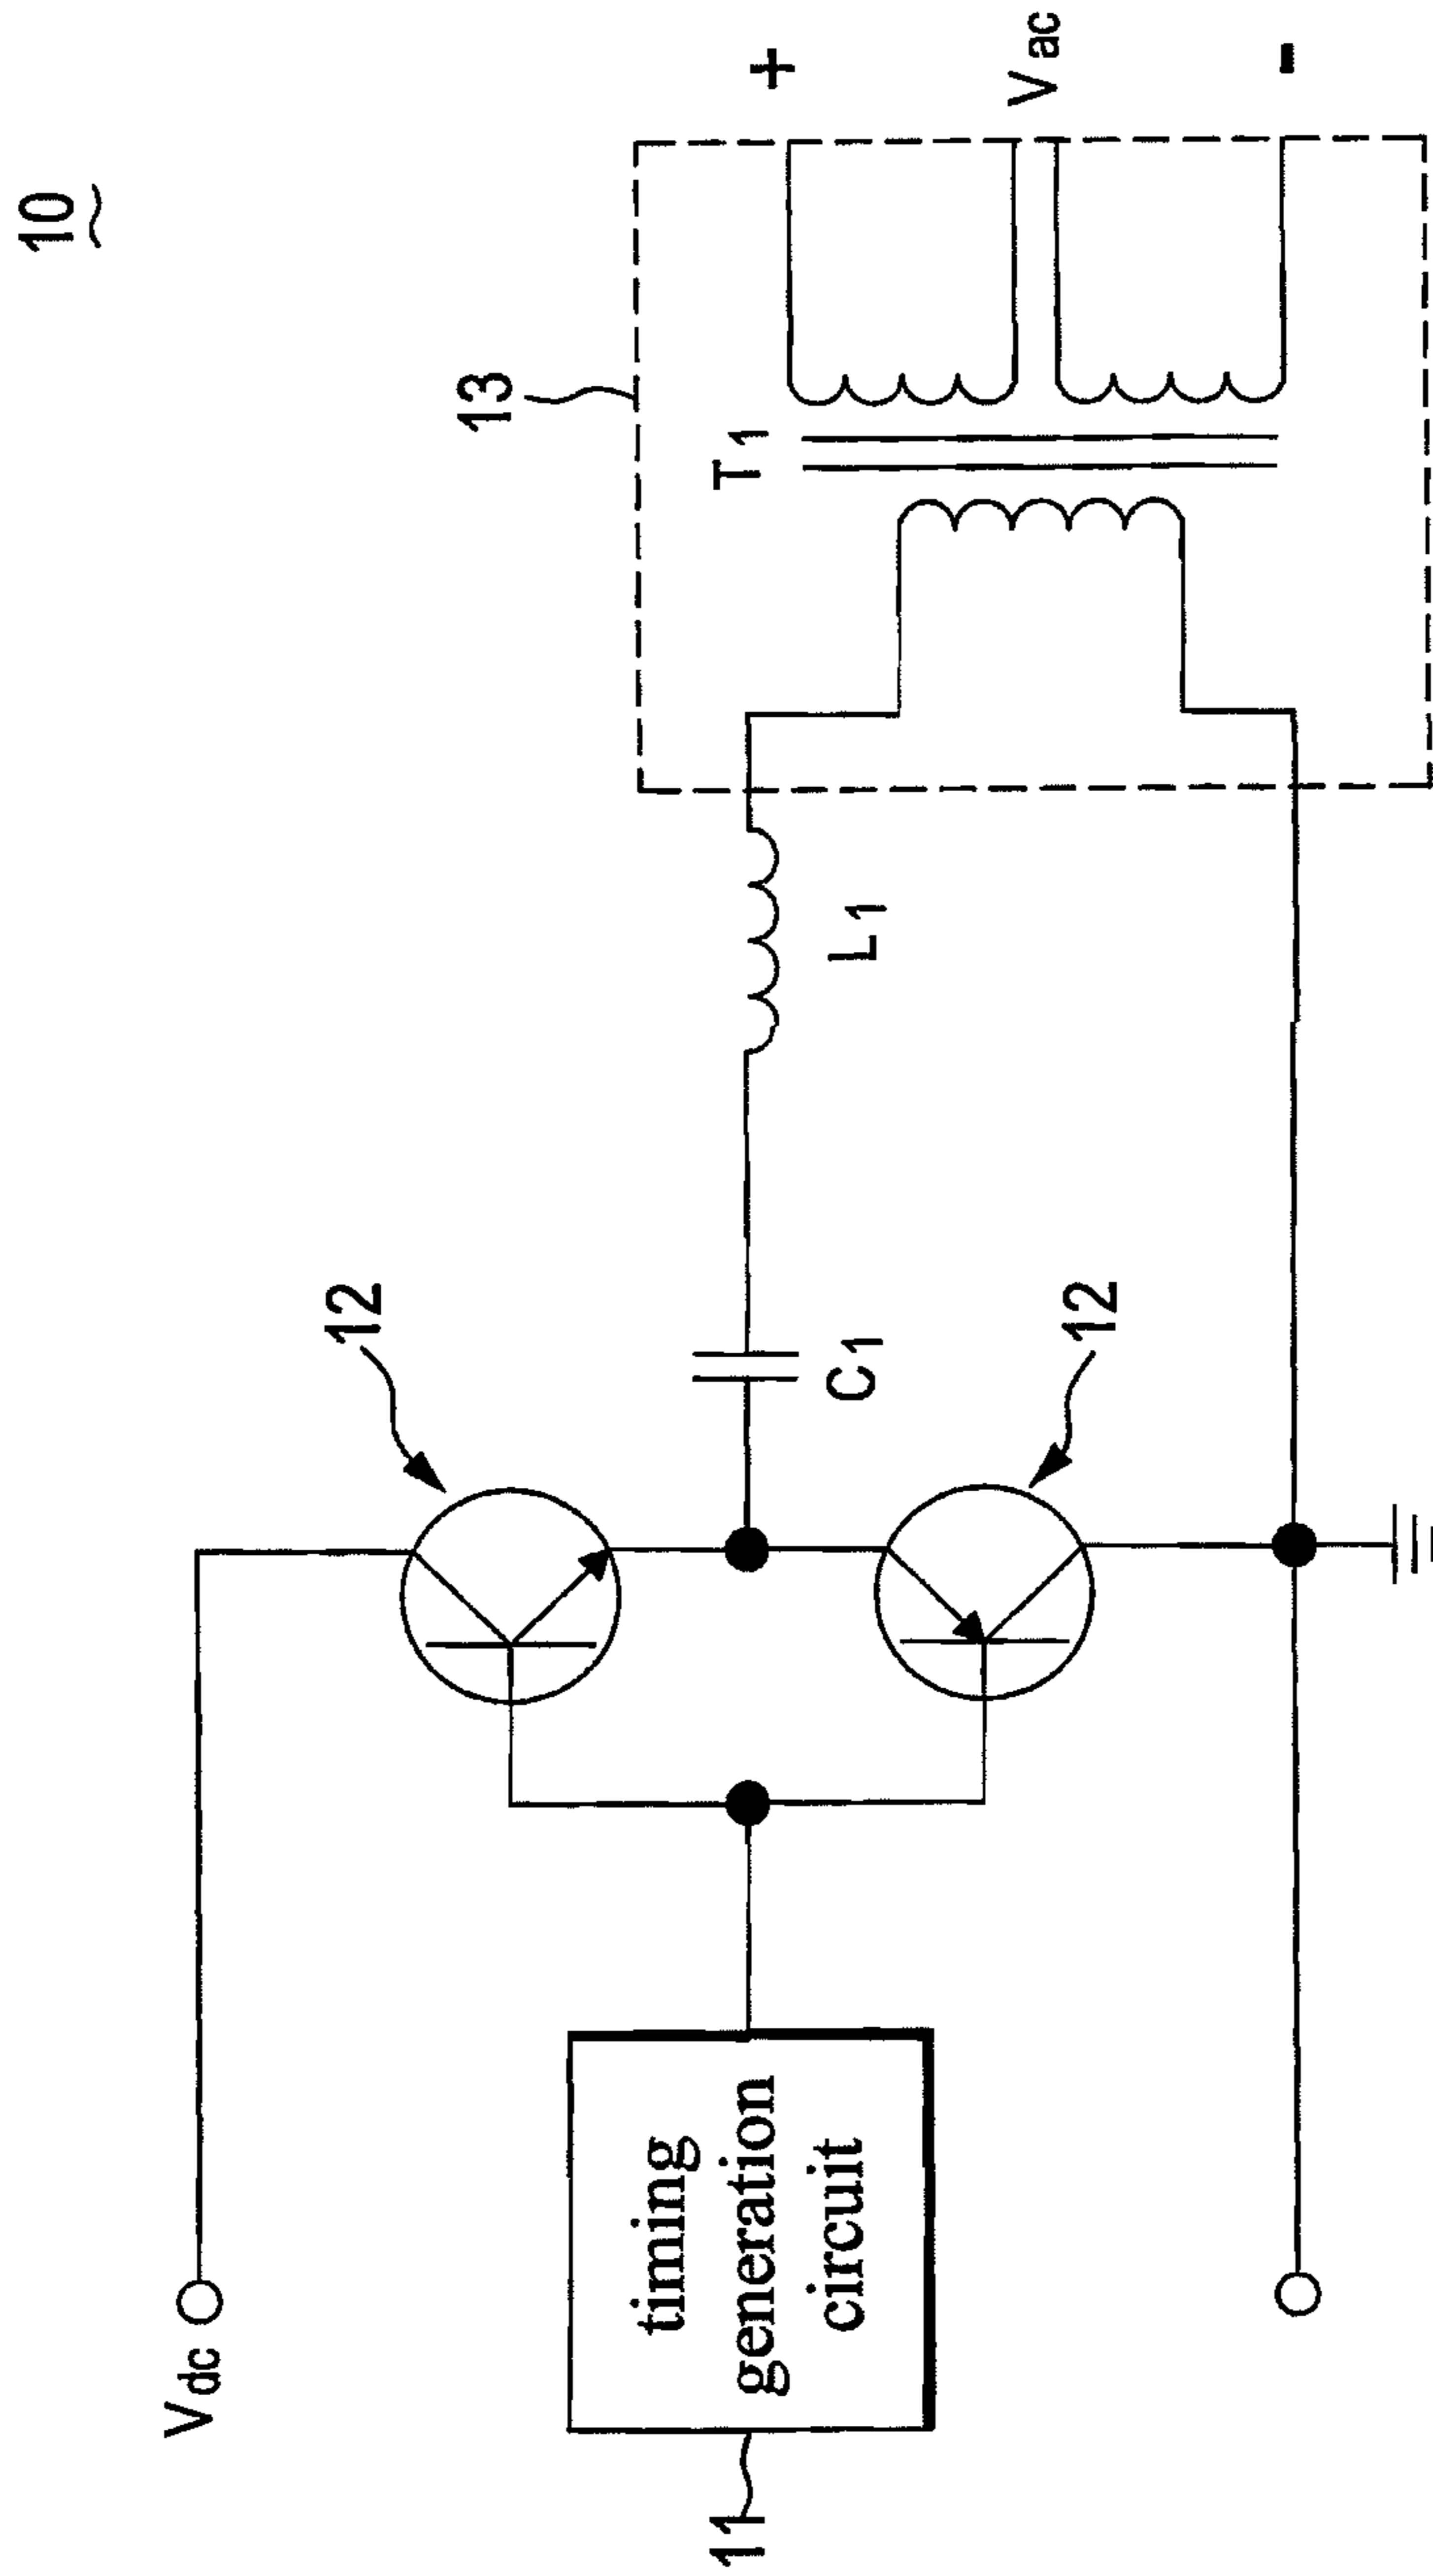 10
13
T1
+
Vac
-
L1
12
12
C1
Vdc
timing
generation
circuit
11